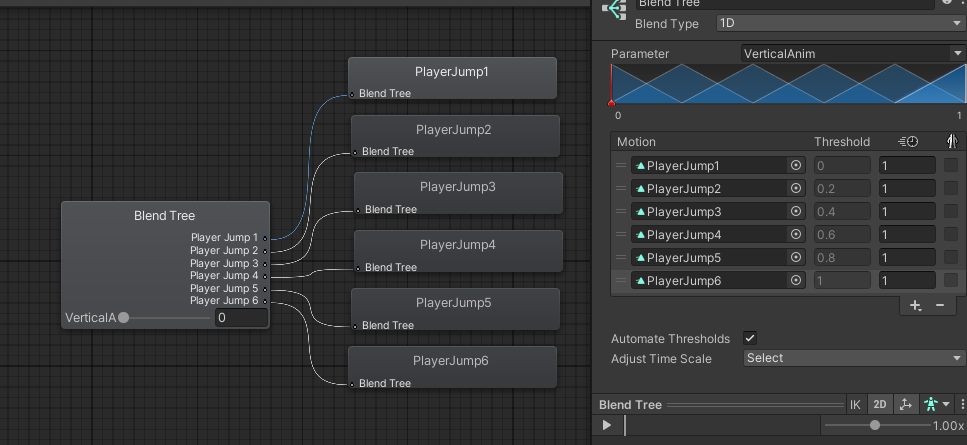 PlayerJump1
Blend Tree
PlayerJump2
Blend Tree
PlayerJump3
Blend Tree
PlayerJump4
Blend Tree
PlayerJump5
Blend Tree
PlayerJump6
Blend Tree
Blend Tree
Player Jump 1
Player Jump 2
Player Jump 3
Player Jump 4
Player Jump 5
Player Jump 6
VerticalA 0
Blend Tree
Blend Type 1D
Parameter VerticalAnim
0 1
Motion Threshold
PlayerJump1 0 1
PlayerJump2 0.2 1
PlayerJump3 0.4 1
PlayerJump4 0.6 1
PlayerJump5 0.8 1
PlayerJump6 1 1
Automate Thresholds
Adjust Time Scale Select
Blend Tree IK 2D
1.00x